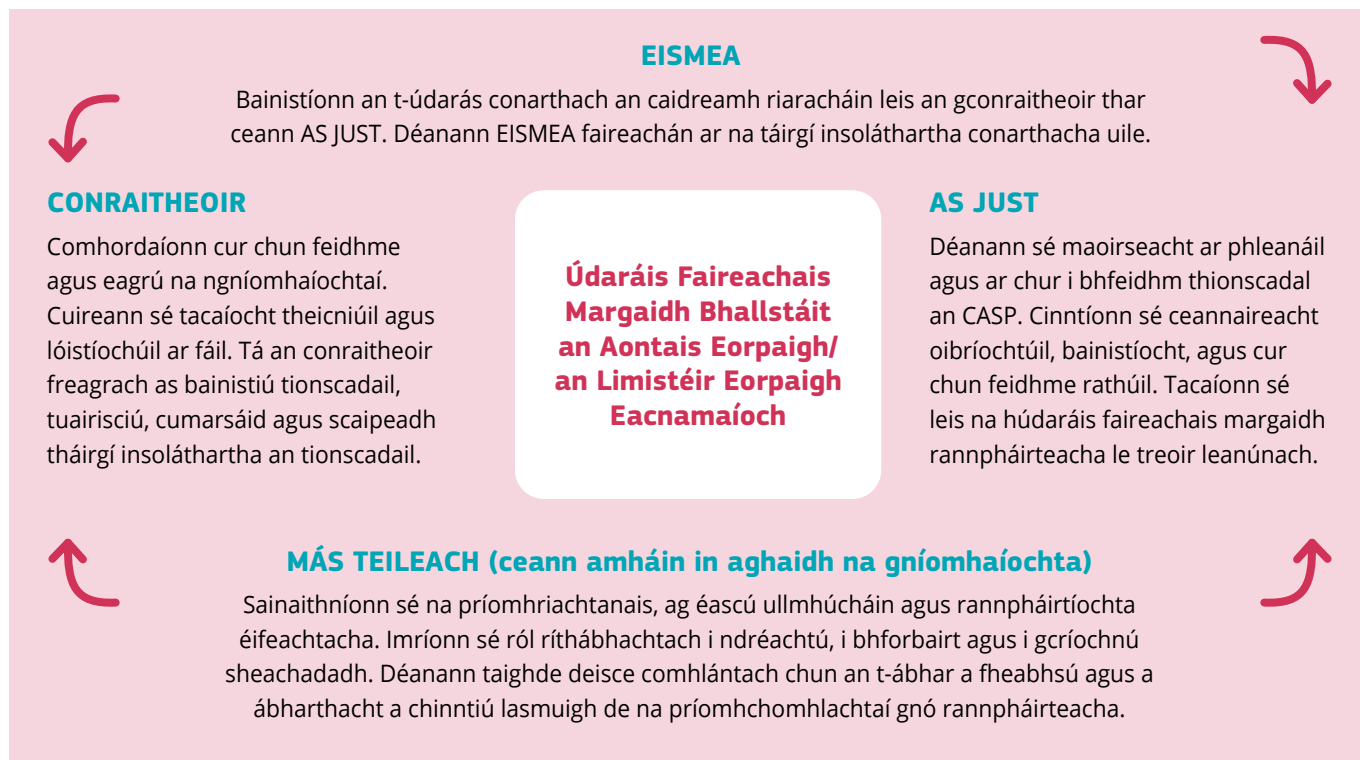 EISMEA
Bainistíonn an t-údarás conarthach an caidreamh riaracháin leis an gconraitheoir thar
ceann AS JUST. Déanann EISMEA faireachán ar na táirgí insoláthartha conarthacha uile.
CONRAITHEOIR
Comhordaíonn cur chun feidhme
agus eagrú na ngníomhaíochtaí.
Cuireann sé tacaíocht theicniúil agus
lóistíochúil ar fáil. Tá an conraitheoir
freagrach as bainistiú tionscadail,
tuairisciú, cumarsáid agus scaipeadh
tháirgí insoláthartha an tionscadail.
Údaráis Faireachais
Margaidh Bhallstáit
an Aontais Eorpaigh/
an Limistéir Eorpaigh
Eacnamaíoch
AS JUST
Déanann sé maoirseacht ar phleanáil
agus ar chur i bhfeidhm thionscadal
an CASP. Cinntíonn sé ceannaireacht
oibríochtúil, bainistíocht, agus cur
chun feidhme rathúil. Tacaíonn sé
leis na húdaráis faireachais margaidh
rannpháirteacha le treoir leanúnach.
MÁS TEILEACH (ceann amháin in aghaidh na gníomhaíochta)
Sainaithníonn sé na príomhriachtanais, ag éascú ullmhúcháin agus rannpháirtíochta
éifeachtacha. Imríonn sé ról ríthábhachtach i ndréachtú, i bhforbairt agus i gcríochnú
sheachadadh. Déanann taighde deisce comhlántach chun an t-ábhar a fheabhsú agus a
ábharthacht a chinntiú lasmuigh de na príomhchomhlachtaí gnó rannpháirteacha.